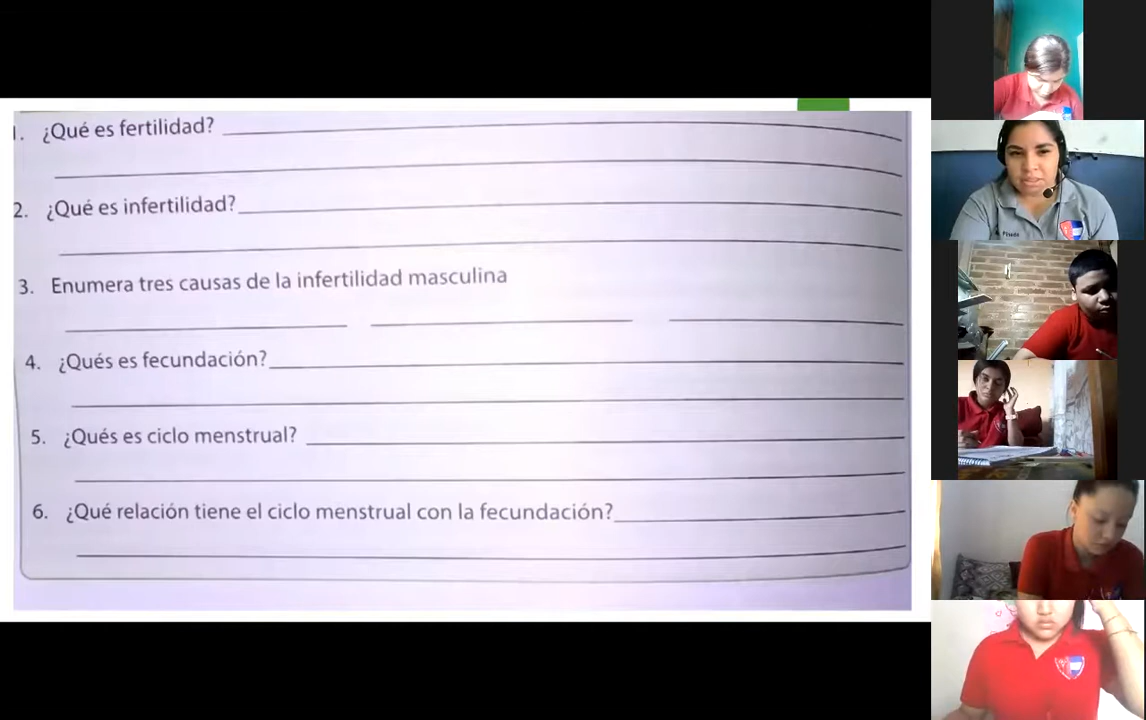 1. ¿Qué es fertilidad?
2. ¿Qué es infertilidad?
3. Enumera tres causas de la infertilidad masculina
4. ¿Qués es fecundación?
5. ¿Qués es ciclo menstrual?
6. ¿Qué relación tiene el ciclo menstrual con la fecundación?